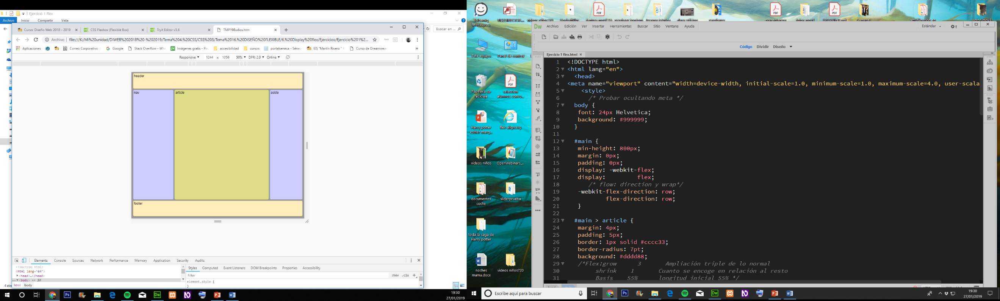 Ejercicio 1 Flex
Archivo Inicio Compartir Vista
Curso: Diseño Web 2018 - 2019
CSS Flexbox (Flexible Box)
Tryit Editor v3.6
TMP198w6os.htm
Buscar en ...
Archivo file:///K:/Mi%20unidad/DIWEB%202018%20-%202019/Tema%204.%20CSS/CSS%203/Tema%2016.%20DISEÑO%20FLEXIBLE/6.%20Display%20flex/Ejercicios/Ejercicio%201%2...
Aplicaciones Correo Corporativo Google Stack Overflow - Whe Imágenes gratis - Pix accesibilidad cursos portalseneca - Sénec IES "Martín Rivero" Curso de Dreamwea »
Responsive 1244 x 1056 50% DPR: 2.0 Online
header
nav
article
aside
footer
Elements Console Sources Network Performance Memory Application Security Audits
<!doctype html>
<html lang="en">
<head>…</head>
<body> == $0
html body
Styles Computed Event Listeners DOM Breakpoints Properties Accessibility
Filter :hov .cls +
element.style {
}
19:30
27/01/2019
Balsamiq Mockups 3
Este equipo
Panel de control
Papelera de reciclaje
seleccion alumnos convo...
Harry potter esther marq...
flex-align.svg
videos niños
OpenWebinars_...
documentos coche
sliderprueba
toda la saga de Harry potter
noches mama.docx
videos niños720
Dw Archivo Edición Ver Insertar Herramientas Buscar Sitio Ventana Ayuda
Estándar
Código Dividir Diseño
Ejercicio 1 flex.html
1 <!DOCTYPE html>
2 <html lang="en">
3 <head>
4 <meta name="viewport" content="width=device-width, initial-scale=1.0, minimum-scale=1.0, maximum-scale=4.0, user-scala
5 <style>
6 /* Probar ocultando meta */
7 body {
8 font: 24px Helvetica;
9 background: #999999;
10 }
11
12 #main {
13 min-height: 800px;
14 margin: 0px;
15 padding: 0px;
16 display: -webkit-flex;
17 display: flex;
18 /* flow: direction y wrap*/
19 -webkit-flex-direction: row;
20 flex-direction: row;
21 }
22
23 #main > article {
24 margin: 4px;
25 padding: 5px;
26 border: 1px solid #cccc33;
27 border-radius: 7pt;
28 background: #dddd88;
29 /*Flex:grow 3 Ampliación triple de lo normal
30 shrink 1 Cuanto se encoge en relación al resto
31 Basis 55% longitud inicial 55% */
Escribe aquí para buscar
19:30
27/01/2019